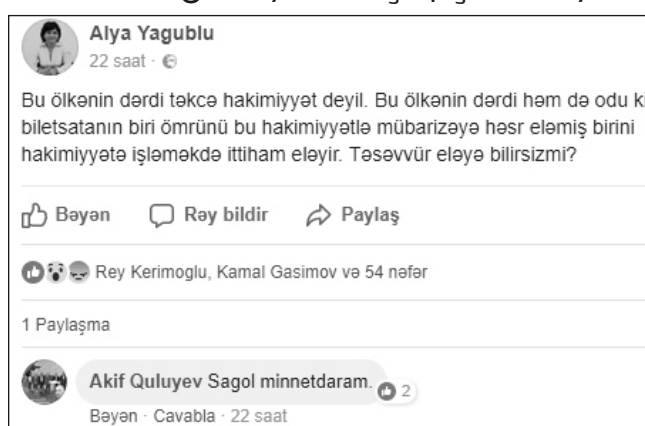 Alya Yagublu
22 saat ·
Bu ölkənin dərdi təkcə hakimiyyət deyil. Bu ölkənin dərdi həm də odu ki
biletsatanın biri ömrünü bu hakimiyyətlə mübarizəyə həsr eləmiş birini
hakimiyyətə işləməkdə ittiham eləyir. Təsəvvür eləyə bilirsizmi?
Bəyən Rəy bildir Paylaş
Rey Kerimoglu, Kamal Gasimov və 54 nəfər
1 Paylaşma
Akif Quluyev Sagol minnetdaram. 2
Bəyən · Cavabla · 22 saat